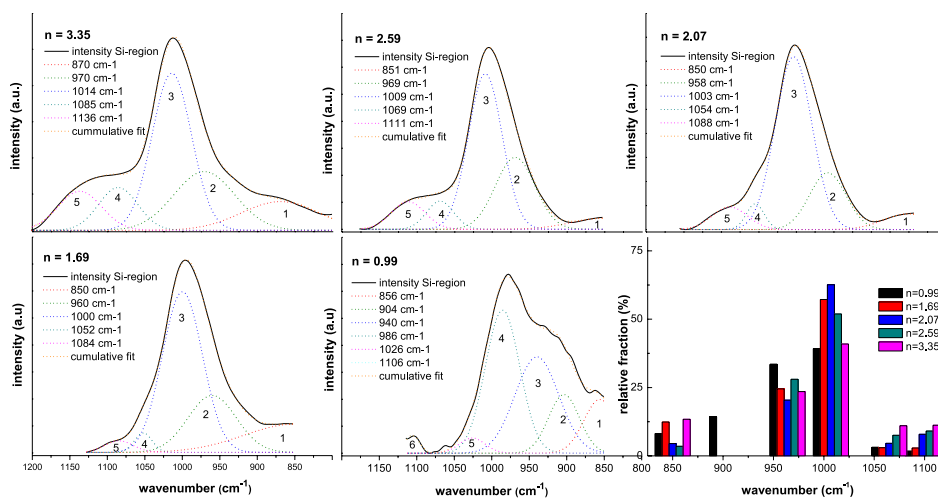 n = 3.35
intensity Si-region
870 cm-1
970 cm-1
1014 cm-1
1085 cm-1
1136 cm-1
cummulative fit
intensity (a.u.)
5
4
3
2
1
n = 2.59
intensity Si-region
851 cm-1
969 cm-1
1009 cm-1
1069 cm-1
1111 cm-1
cumulative fit
intensity (a.u.)
5
4
3
2
1
n = 2.07
intensity Si-region
850 cm-1
958 cm-1
1003 cm-1
1054 cm-1
1088 cm-1
cumulative fit
intensity (a.u.)
5
4
3
2
1
n = 1.69
intensity Si-region
850 cm-1
960 cm-1
1000 cm-1
1052 cm-1
1084 cm-1
cumulative fit
intensity (a.u)
5
4
3
2
1
1200 1150 1100 1050 1000 950 900 850
wavenumber (cm-1)
n = 0.99
intensity Si-region
856 cm-1
904 cm-1
940 cm-1
986 cm-1
1026 cm-1
1106 cm-1
cumulative fit
intensity (a.u)
6
5
4
3
2
1
1150 1100 1050 1000 950 900 850 800
wavenumber (cm-1)
75
50
25
0
relative fraction (%)
n=0.99
n=1.69
n=2.07
n=2.59
n=3.35
850 900 950 1000 1050 1100
wavenumber (cm-1)